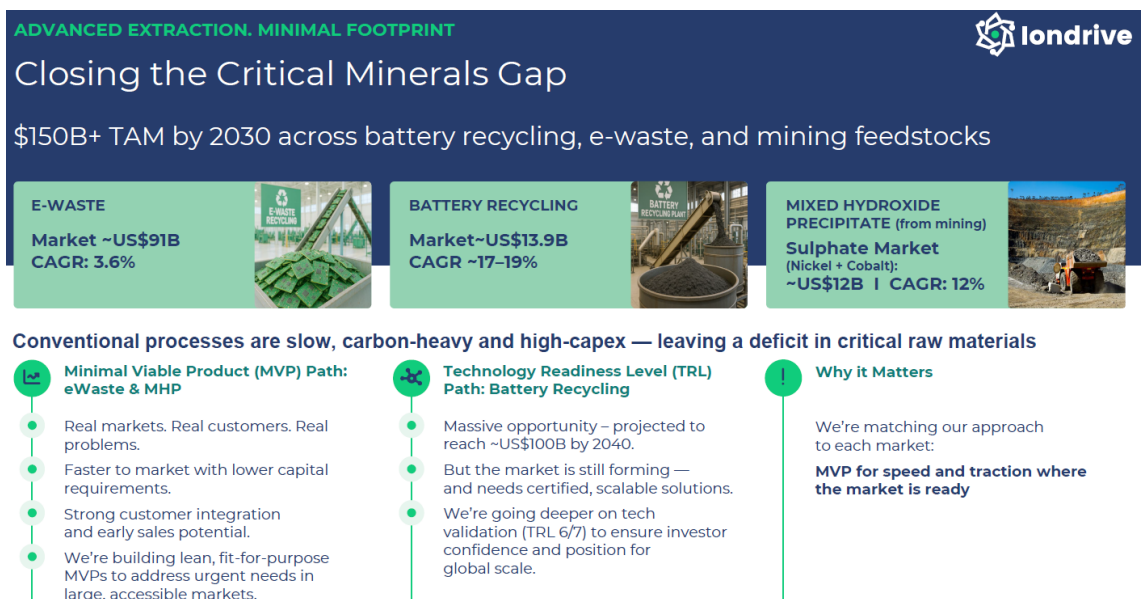 ADVANCED EXTRACTION. MINIMAL FOOTPRINT
Iondrive
Closing the Critical Minerals Gap
$150B+ TAM by 2030 across battery recycling, e-waste, and mining feedstocks
E-WASTE
Market ~US$91B
CAGR: 3.6%
E-WASTE
RECYCLING
BATTERY RECYCLING
Market~US$13.9B
CAGR ~17–19%
BATTERY
RECYCLING PLANT
MIXED HYDROXIDE
PRECIPITATE (from mining)
Sulphate Market
(Nickel + Cobalt):
~US$12B I CAGR: 12%
Conventional processes are slow, carbon-heavy and high-capex — leaving a deficit in critical raw materials
Minimal Viable Product (MVP) Path:
eWaste & MHP
Real markets. Real customers. Real
problems.
Faster to market with lower capital
requirements.
Strong customer integration
and early sales potential.
We’re building lean, fit-for-purpose
MVPs to address urgent needs in
large, accessible markets.
Technology Readiness Level (TRL)
Path: Battery Recycling
Massive opportunity – projected to
reach ~US$100B by 2040.
But the market is still forming —
and needs certified, scalable solutions.
We’re going deeper on tech
validation (TRL 6/7) to ensure investor
confidence and position for
global scale.
!
Why it Matters
We’re matching our approach
to each market:
MVP for speed and traction where
the market is ready